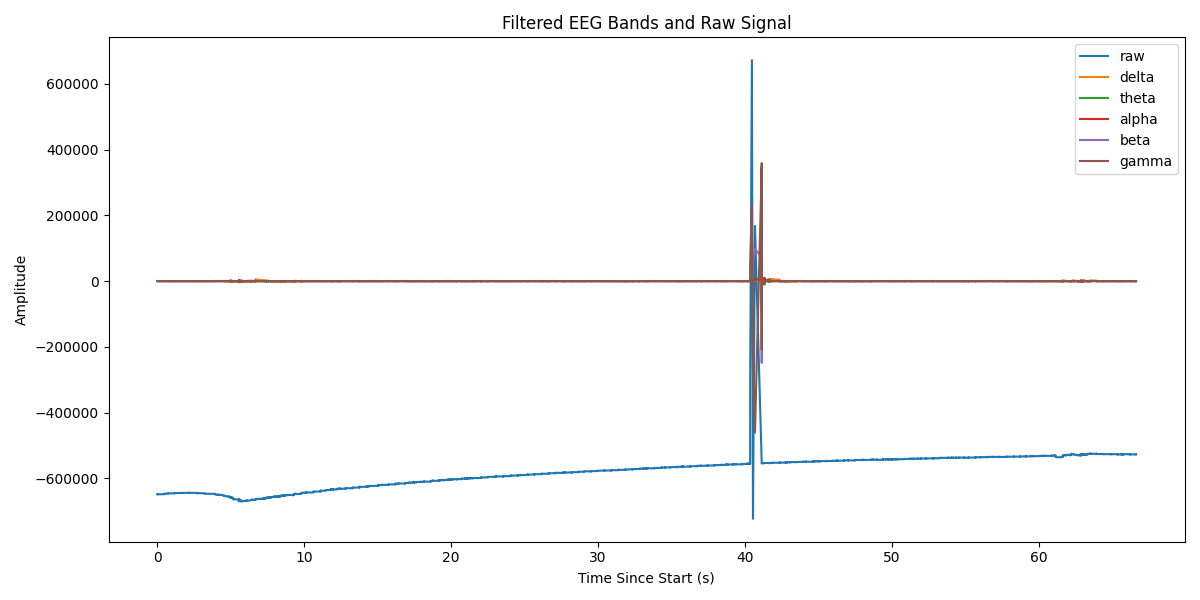 Filtered EEG Bands and Raw Signal
raw
delta
theta
alpha
beta
gamma
600000
400000
200000
0
−200000
−400000
−600000
Amplitude
0 10 20 30 40 50 60
Time Since Start (s)